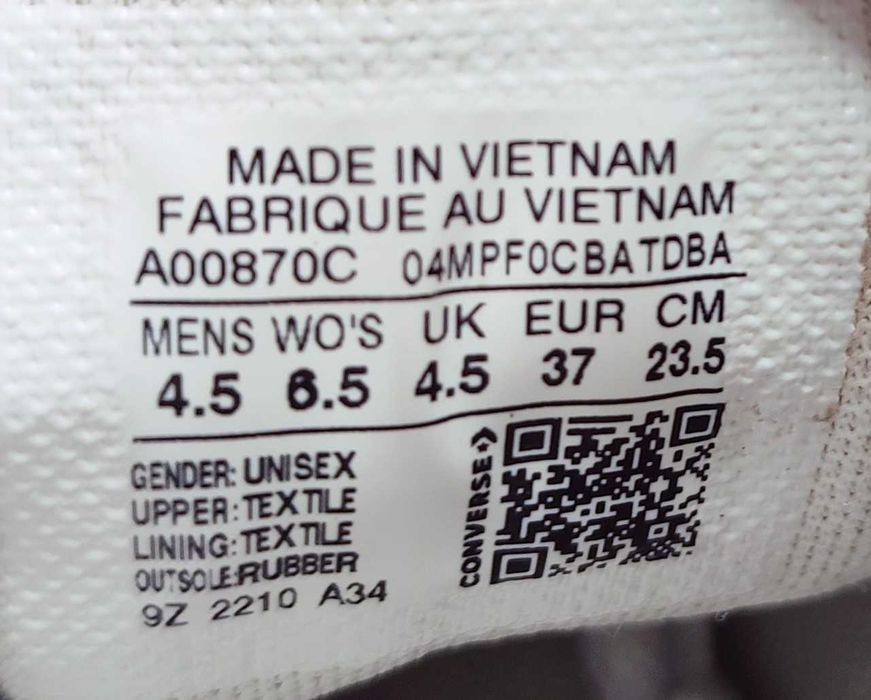 MADE IN VIETNAM
FABRIQUE AU VIETNAM
A00870C 04MPF0CBATDBA
MENS WO'S UK EUR CM
4.5 6.5 4.5 37 23.5
GENDER: UNISEX
UPPER: TEXTILE
LINING: TEXTILE
OUTSOLE:RUBBER
9Z 2210 A34
CONVERSE